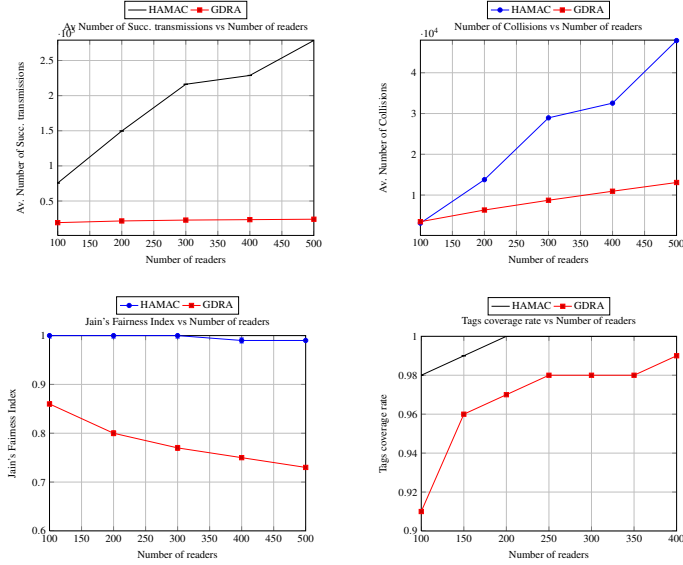 HAMAC GDRA
Av Number of Succ. transmissions vs Number of readers
·10⁵
2.5
2
1.5
1
0.5
100 150 200 250 300 350 400 450 500
Av. Number of Succ. transmissions
Number of readers
HAMAC GDRA
Number of Collisions vs Number of readers
·10⁴
4
3
2
1
100 150 200 250 300 350 400 450 500
Av. Number of Collisions
Number of readers
HAMAC GDRA
Jain's Fairness Index vs Number of readers
1
0.9
0.8
0.7
0.6
100 150 200 250 300 350 400 450 500
Jain's Fairness Index
Number of readers
HAMAC GDRA
Tags coverage rate vs Number of readers
1
0.98
0.96
0.94
0.92
0.9
100 150 200 250 300 350 400
Tags coverage rate
Number of readers